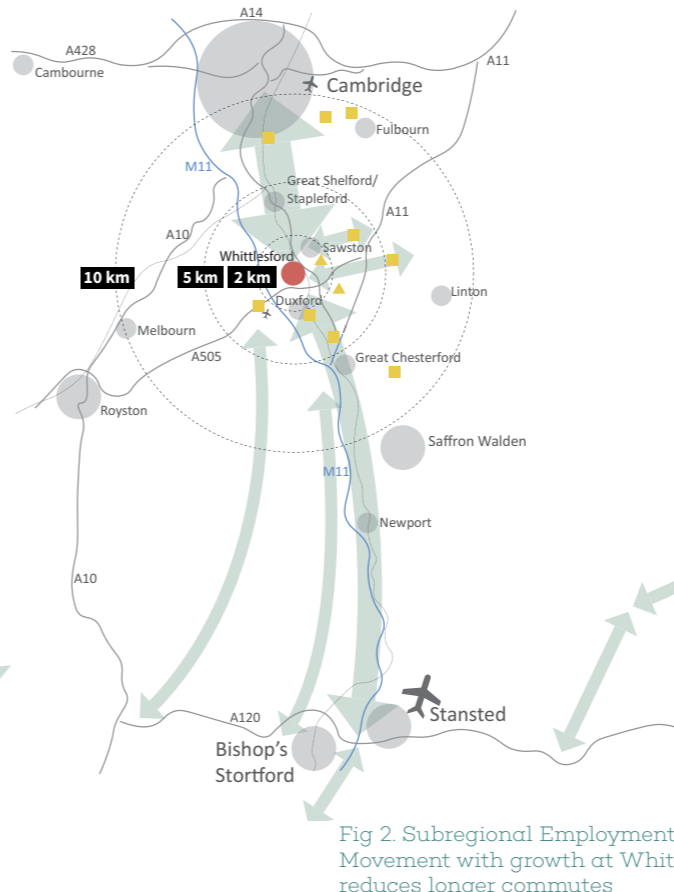 A14
A428
Cambourne
A11
Cambridge
Fulbourn
M11
Great Shelford/
Stapleford
A11
A10
Whittlesford
Sawston
10 km
5 km
2 km
Linton
Duxford
Melbourn
A505
Great Chesterford
Royston
Saffron Walden
M11
Newport
A10
A120
Stansted
Bishop's
Stortford
Fig 2. Subregional Employment
Movement with growth at Whit
reduces longer commutes